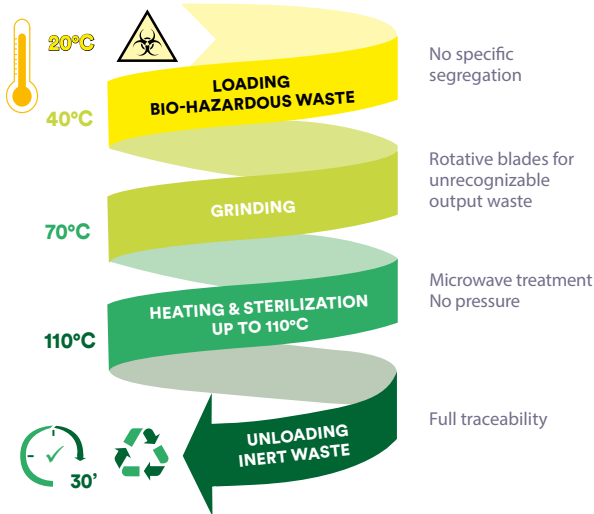 20°C
No specific
segregation
LOADING
BIO-HAZARDOUS WASTE
40°C
Rotative blades for
unrecognizable
output waste
GRINDING
70°C
Microwave treatment
No pressure
HEATING & STERILIZATION
UP TO 110°C
110°C
Full traceability
UNLOADING
INERT WASTE
30'